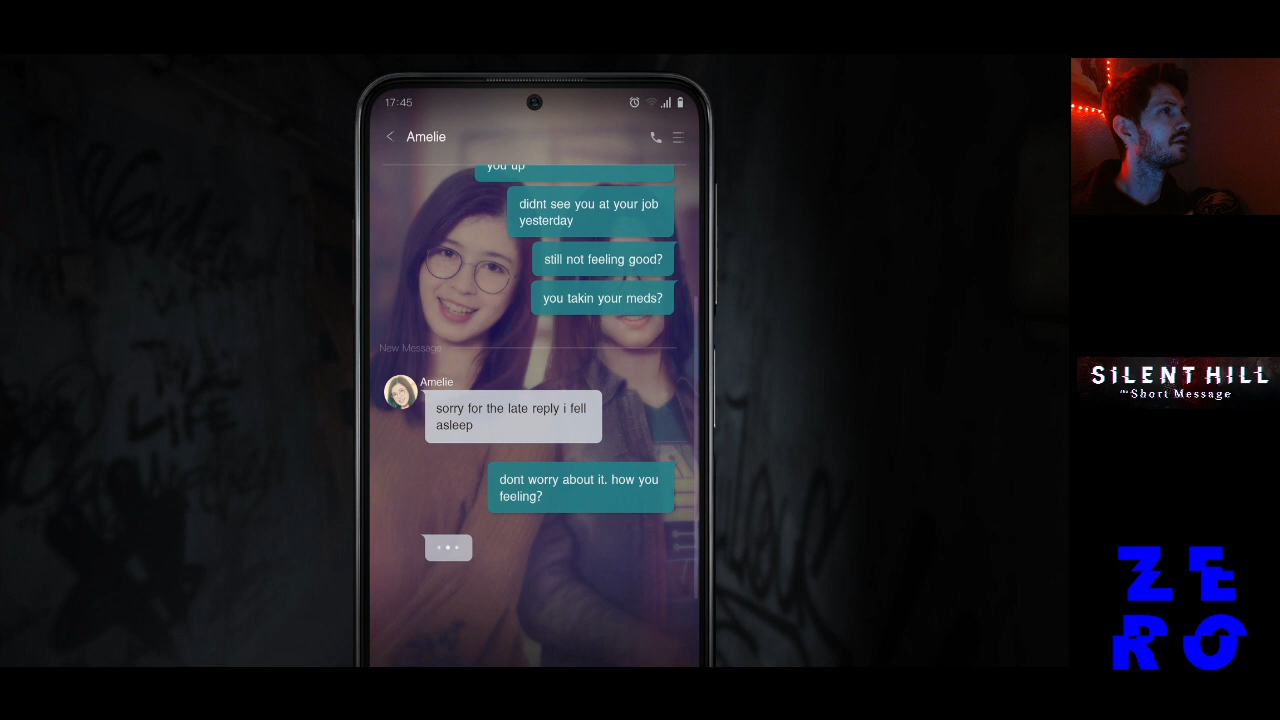 17:45
Amelie
you up
didnt see you at your job
yesterday
still not feeling good?
you takin your meds?
New Message
Amelie
sorry for the late reply i fell
asleep
dont worry about it. how you
feeling?
SILENT HILL
The Short Message
ZE
RO